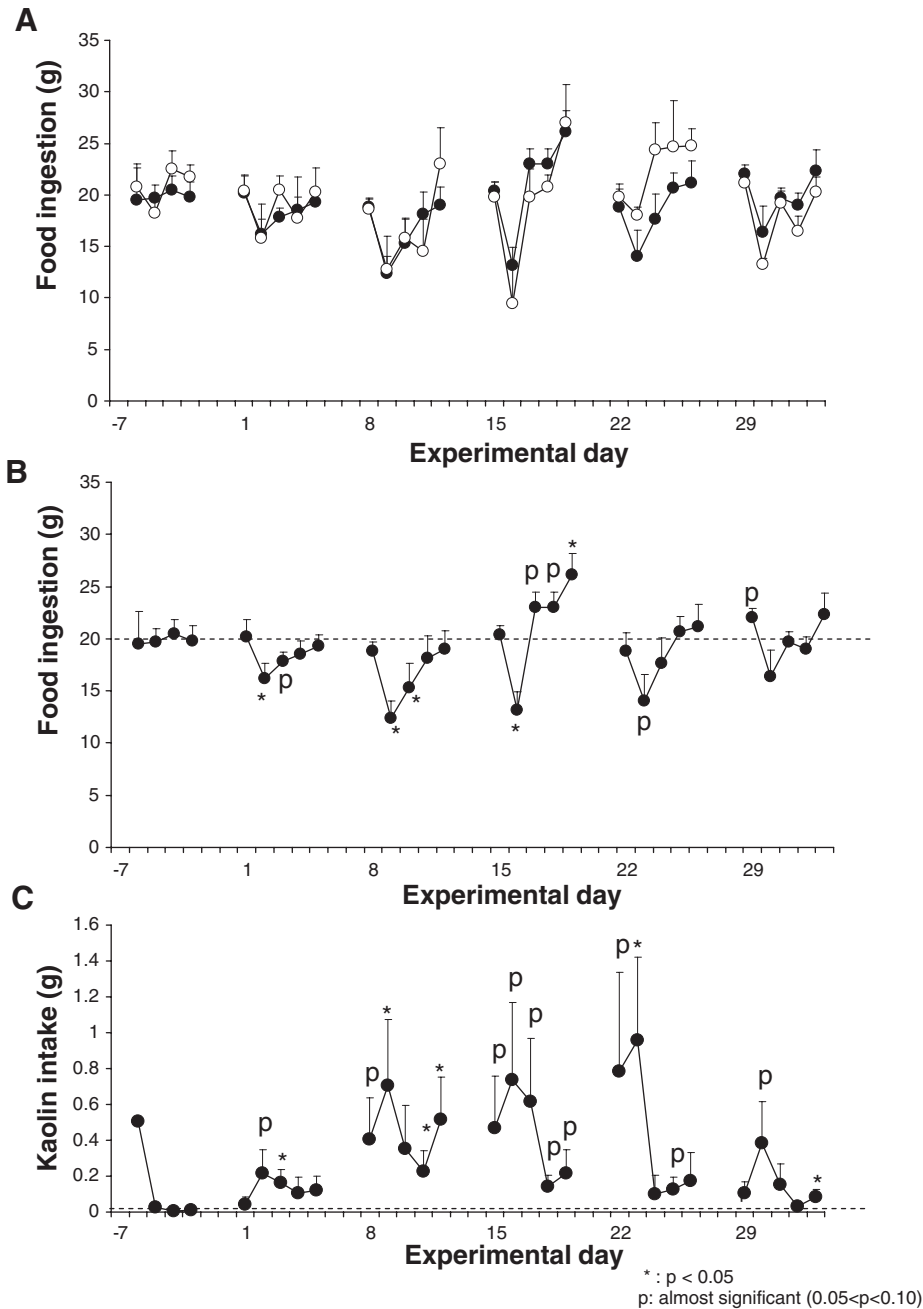 A
Food ingestion (g)
35
30
25
20
15
10
5
0
-7 1 8 15 22 29
Experimental day
B
Food ingestion (g)
35
30
25
20
15
10
5
0
* p * * * p p * p p
-7 1 8 15 22 29
Experimental day
C
Kaolin intake (g)
1.6
1.4
1.2
1
0.8
0.6
0.4
0.2
0
p * p * * * p p p p p p * p p *
-7 1 8 15 22 29
Experimental day
* : p < 0.05
p: almost significant (0.05<p<0.10)